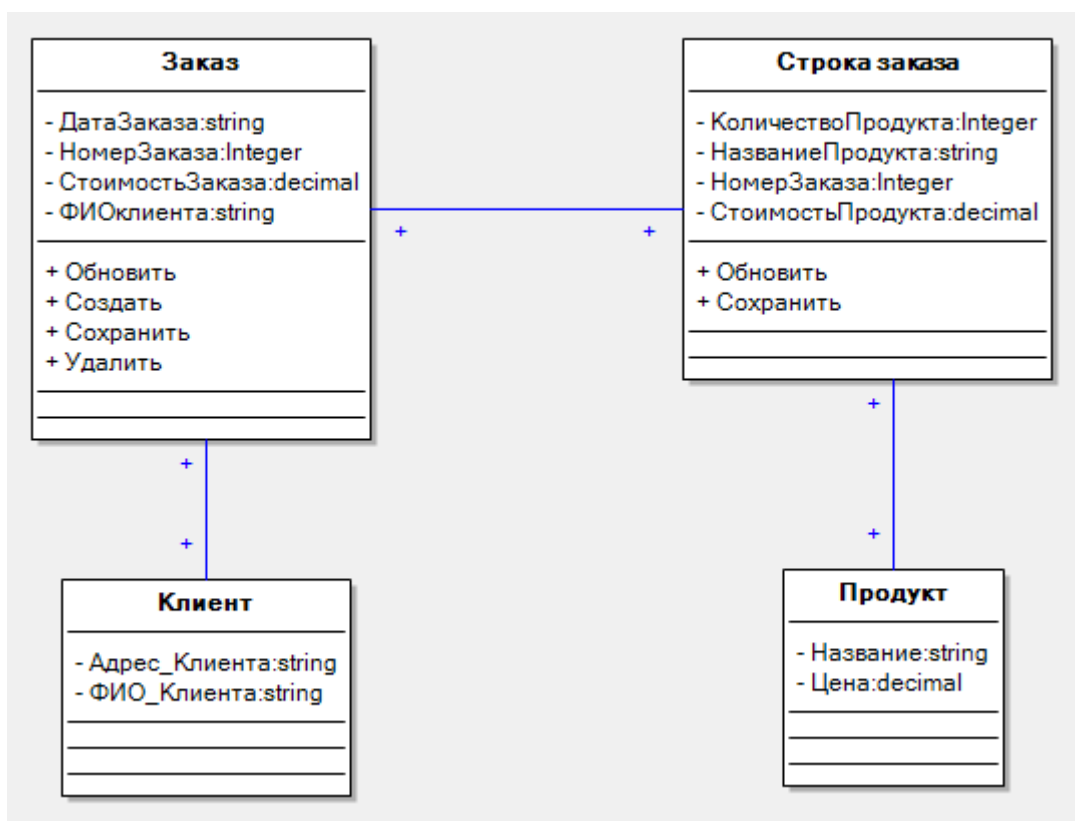 Заказ
- ДатаЗаказа:string
- НомерЗаказа:Integer
- СтоимостьЗаказа:decimal
- ФИОклиента:string
+ Обновить
+ Создать
+ Сохранить
+ Удалить
Строка заказа
- КоличествоПродукта:Integer
- НазваниеПродукта:string
- НомерЗаказа:Integer
- СтоимостьПродукта:decimal
+ Обновить
+ Сохранить
+ +
+
+
+
+
Клиент
- Адрес_Клиента:string
- ФИО_Клиента:string
Продукт
- Название:string
- Цена:decimal